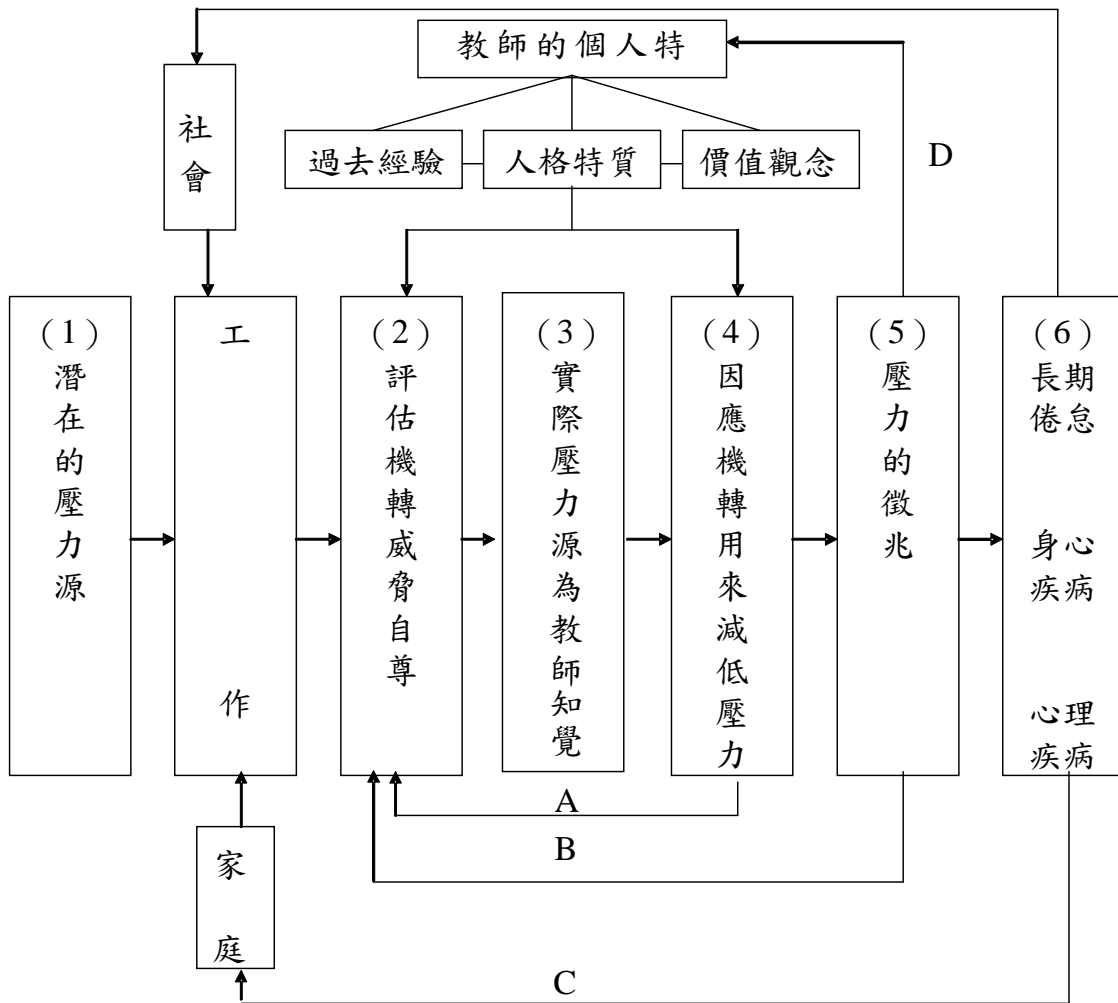 教師的個人特
社會
過去經驗
人格特質
價值觀念
D
(1)
潛在的壓力源
工作
(2)
評估機轉威脅自尊
(3)
實際壓力源為教師知覺
(4)
因應機轉用來減低壓力
(5)
壓力的徵兆
(6)
長期
倦怠
身心
疾病
心理
疾病
A
B
家庭
C